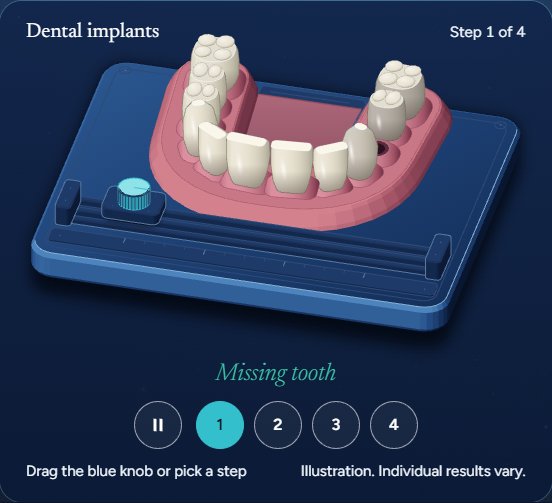 Dental implants
Step 1 of 4
Missing tooth
1
2
3
4
Drag the blue knob or pick a step
Illustration. Individual results vary.